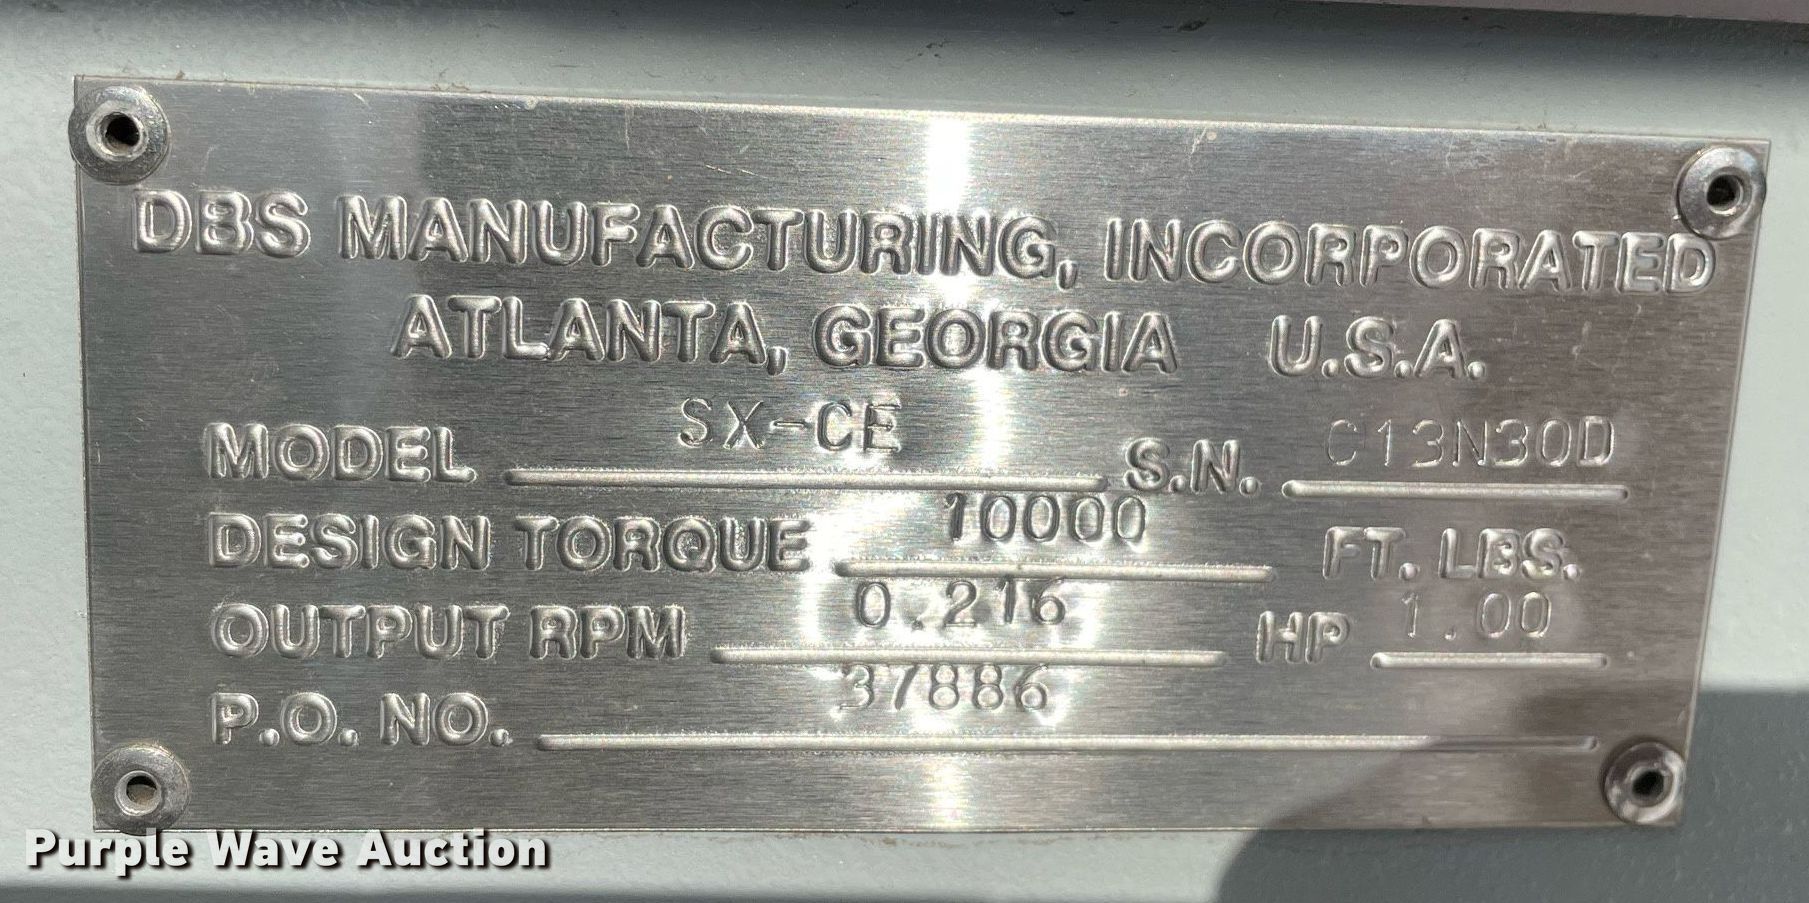 DBS MANUFACTURING, INCORPORATED
ATLANTA, GEORGIA U.S.A.
MODEL SX-CE S.N. C13N30D
DESIGN TORQUE 10000 FT. LBS.
OUTPUT RPM 0.216 HP 1.00
P.O. NO. 37886
Purple Wave Auction